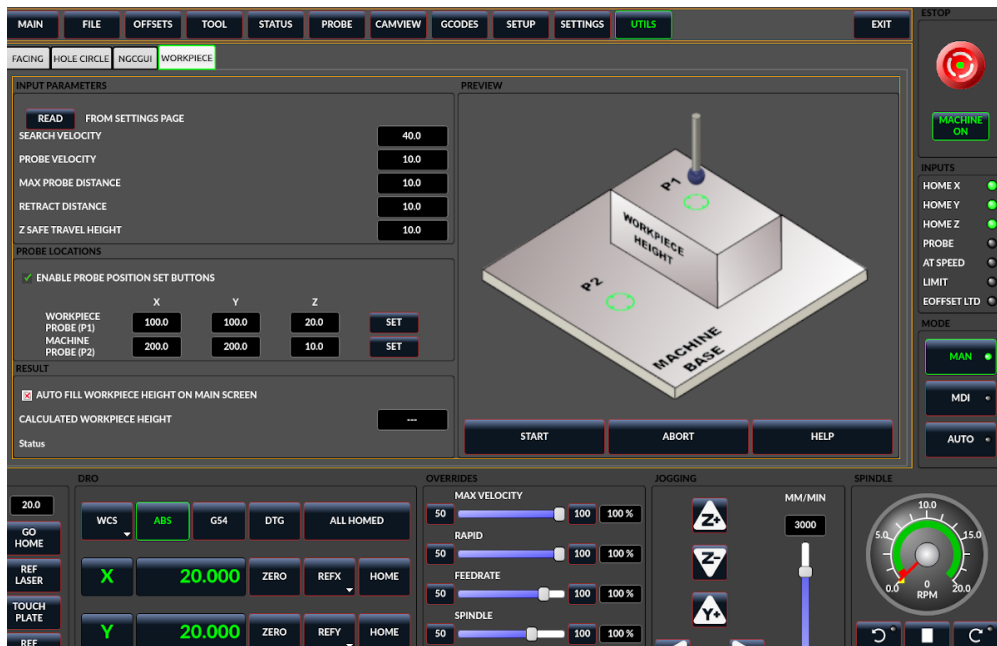 MAIN FILE OFFSETS TOOL STATUS PROBE CAMVIEW GCODES SETUP SETTINGS UTILS EXIT
FACING HOLE CIRCLE NGCGUI WORKPIECE
INPUT PARAMETERS
READ FROM SETTINGS PAGE
SEARCH VELOCITY 40.0
PROBE VELOCITY 10.0
MAX PROBE DISTANCE 10.0
RETRACT DISTANCE 10.0
Z SAFE TRAVEL HEIGHT 10.0
PROBE LOCATIONS
ENABLE PROBE POSITION SET BUTTONS
X Y Z
WORKPIECE
PROBE (P1) 100.0 100.0 20.0 SET
MACHINE
PROBE (P2) 200.0 200.0 10.0 SET
RESULT
AUTO FILL WORKPIECE HEIGHT ON MAIN SCREEN
CALCULATED WORKPIECE HEIGHT ---
Status
PREVIEW
P1
WORKPIECE
HEIGHT
P2
MACHINE
BASE
START ABORT HELP
ESTOP
MACHINE
ON
INPUTS
HOME X
HOME Y
HOME Z
PROBE
AT SPEED
LIMIT
EOFFSET LTD
MODE
MAN
MDI
AUTO
20.0
GO
HOME
REF
LASER
TOUCH
PLATE
REF
DRO
WCS ABS G54 DTG ALL HOMED
X 20.000 ZERO REFX HOME
Y 20.000 ZERO REFY HOME
OVERRIDES
MAX VELOCITY
50 100 100 %
RAPID
50 100 100 %
FEEDRATE
50 100 100 %
SPINDLE
50 100 100 %
JOGGING
Z+
Z-
Y+
MM/MIN
3000
SPINDLE
10.0
5.0 15.0
0.0 0 20.0
RPM